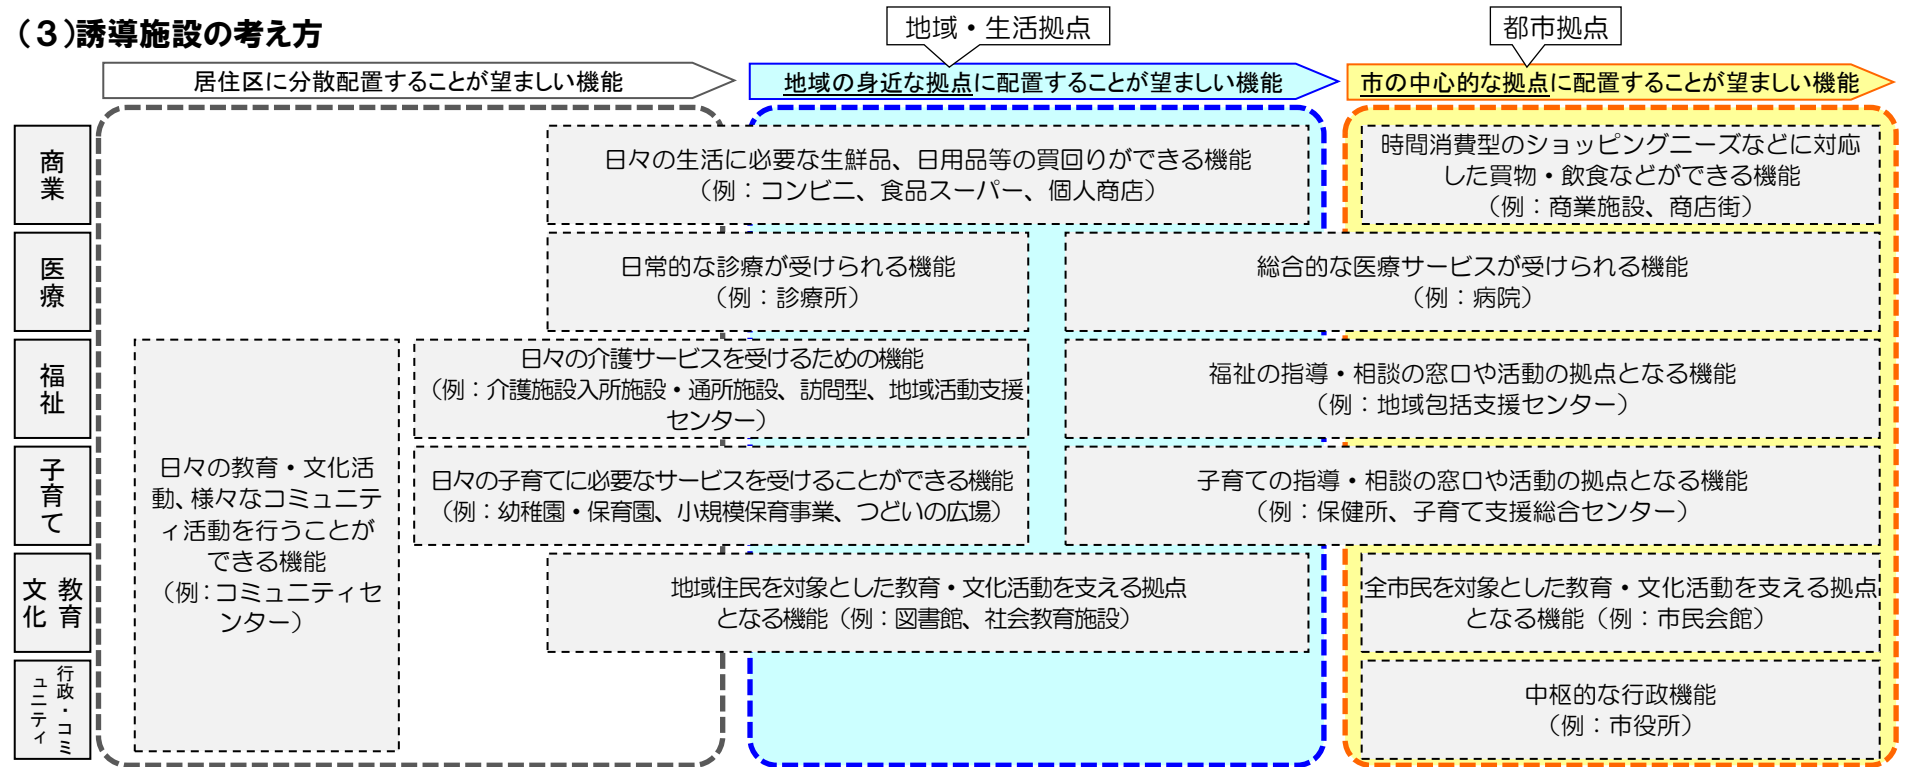 (3)誘導施設の考え方
地域・生活拠点
都市拠点
居住区に分散配置することが望ましい機能
地域の身近な拠点に配置することが望ましい機能
市の中心的な拠点に配置することが望ましい機能
商業
日々の生活に必要な生鮮品、日用品等の買回りができる機能
(例:コンビニ、食品スーパー、個人商店)
時間消費型のショッピングニーズなどに対応
した買物・飲食などができる機能
(例:商業施設、商店街)
医療
日常的な診療が受けられる機能
(例:診療所)
総合的な医療サービスが受けられる機能
(例:病院)
福祉
日々の介護サービスを受けるための機能
(例:介護施設入所施設・通所施設、訪問型、地域活動支援
センター)
福祉の指導・相談の窓口や活動の拠点となる機能
(例:地域包括支援センター)
日々の教育・文化活
動、様々なコミュニテ
ィ活動を行うことが
できる機能
(例:コミュニティセ
ンター)
子育て
日々の子育てに必要なサービスを受けることができる機能
(例:幼稚園・保育園、小規模保育事業、つどいの広場)
子育ての指導・相談の窓口や活動の拠点となる機能
(例:保健所、子育て支援総合センター)
教育
文化
地域住民を対象とした教育・文化活動を支える拠点
となる機能(例:図書館、社会教育施設)
全市民を対象とした教育・文化活動を支える拠点
となる機能(例:市民会館)
行政・コミ
ュニティ
中枢的な行政機能
(例:市役所)